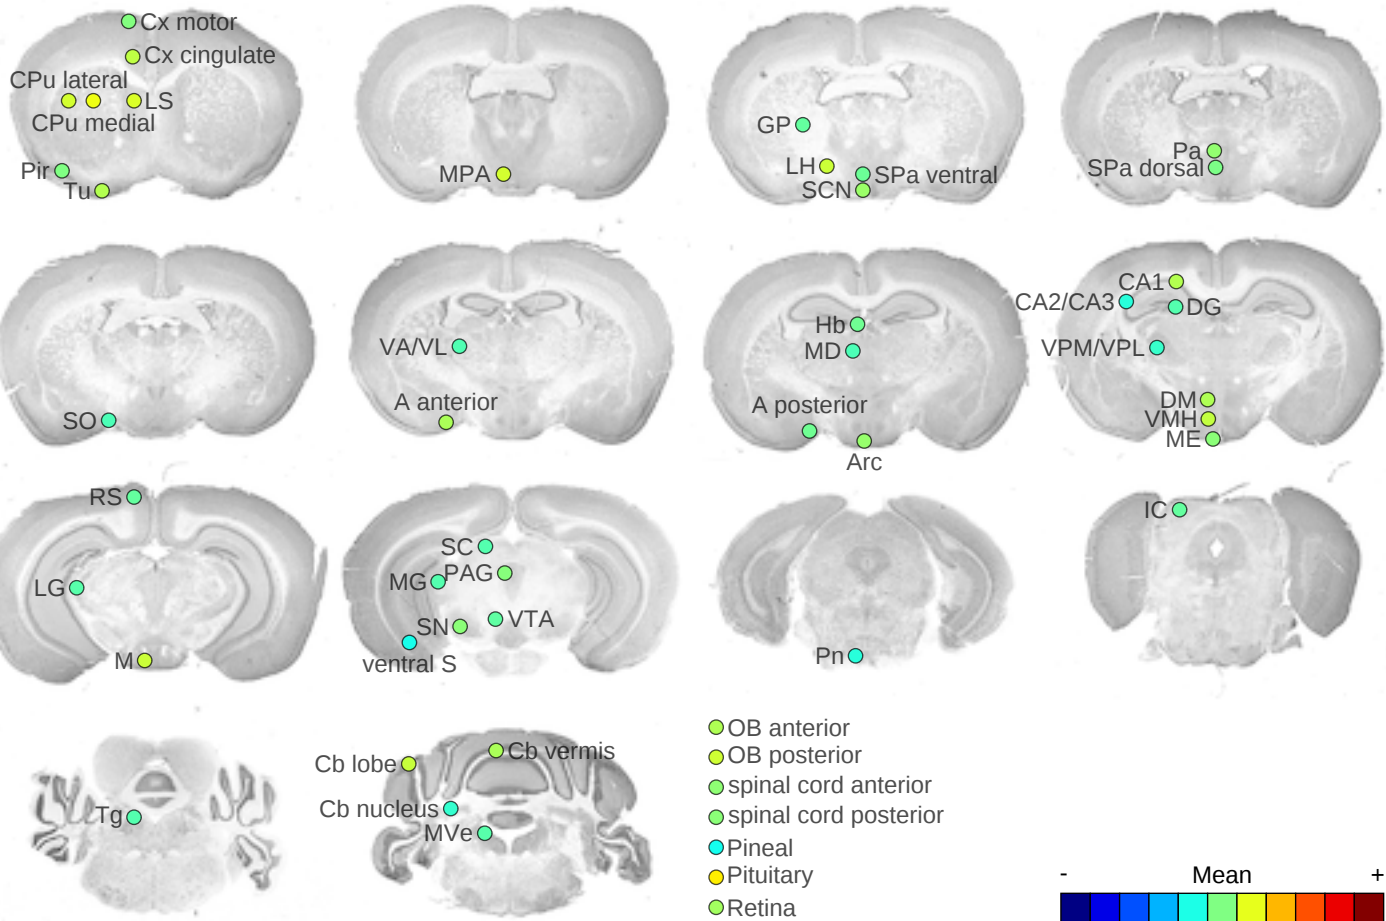 Cx motor
Cx cingulate
CPu lateral
LS
CPu medial
Pir
Tu
MPA
GP
LH
SPa ventral
SCN
Pa
SPa dorsal
SO
VA/VL
A anterior
Hb
MD
A posterior
Arc
CA1
CA2/CA3
DG
VPM/VPL
DM
VMH
ME
RS
LG
M
SC
MG
PAG
SN
VTA
ventral S
Pn
IC
Tg
Cb lobe
Cb vermis
Cb nucleus
MVe
OB anterior
OB posterior
spinal cord anterior
spinal cord posterior
Pineal
Pituitary
Retina
- Mean +